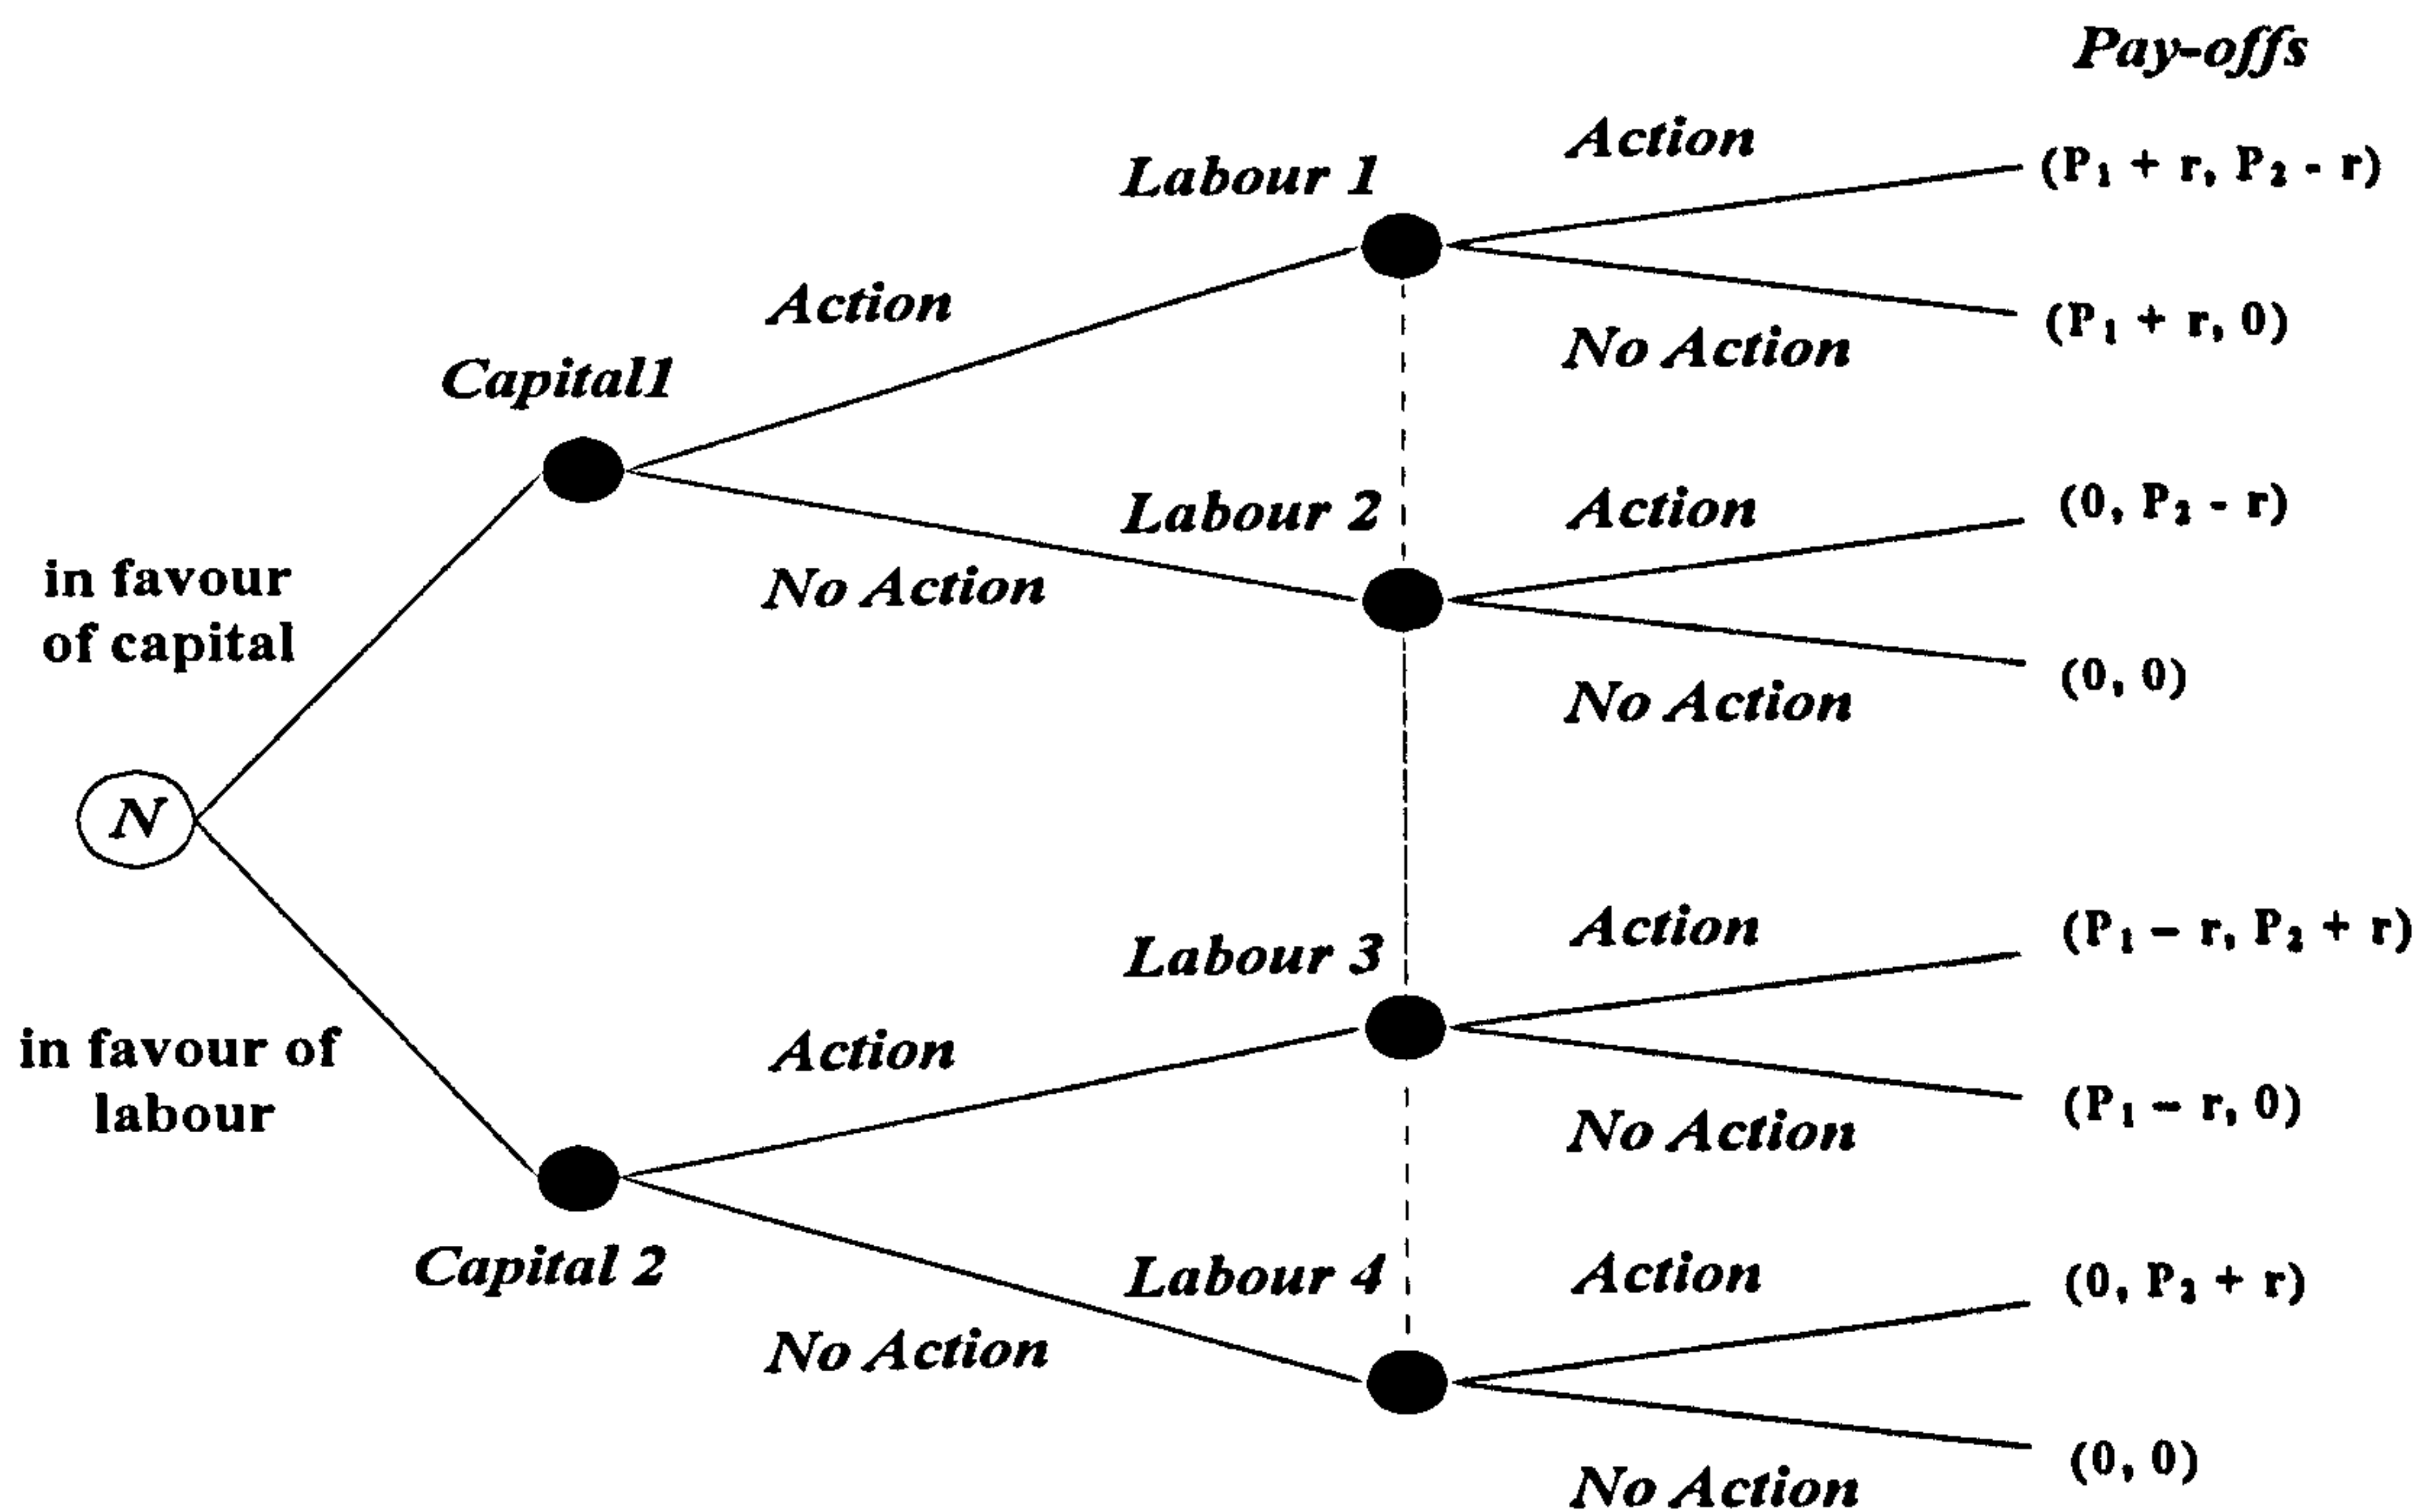 Pay-offs
Action
(P₁ + r, P₂ - r)
Labour 1
Action
(P₁ + r, 0)
No Action
Capital1
Labour 2
Action
(0, P₂ - r)
in favour
of capital
No Action
(0, 0)
No Action
N
Action
(P₁ – r, P₂ + r)
Labour 3
in favour of
labour
Action
(P₁ – r, 0)
No Action
Capital 2
Labour 4
Action
(0, P₂ + r)
No Action
(0, 0)
No Action